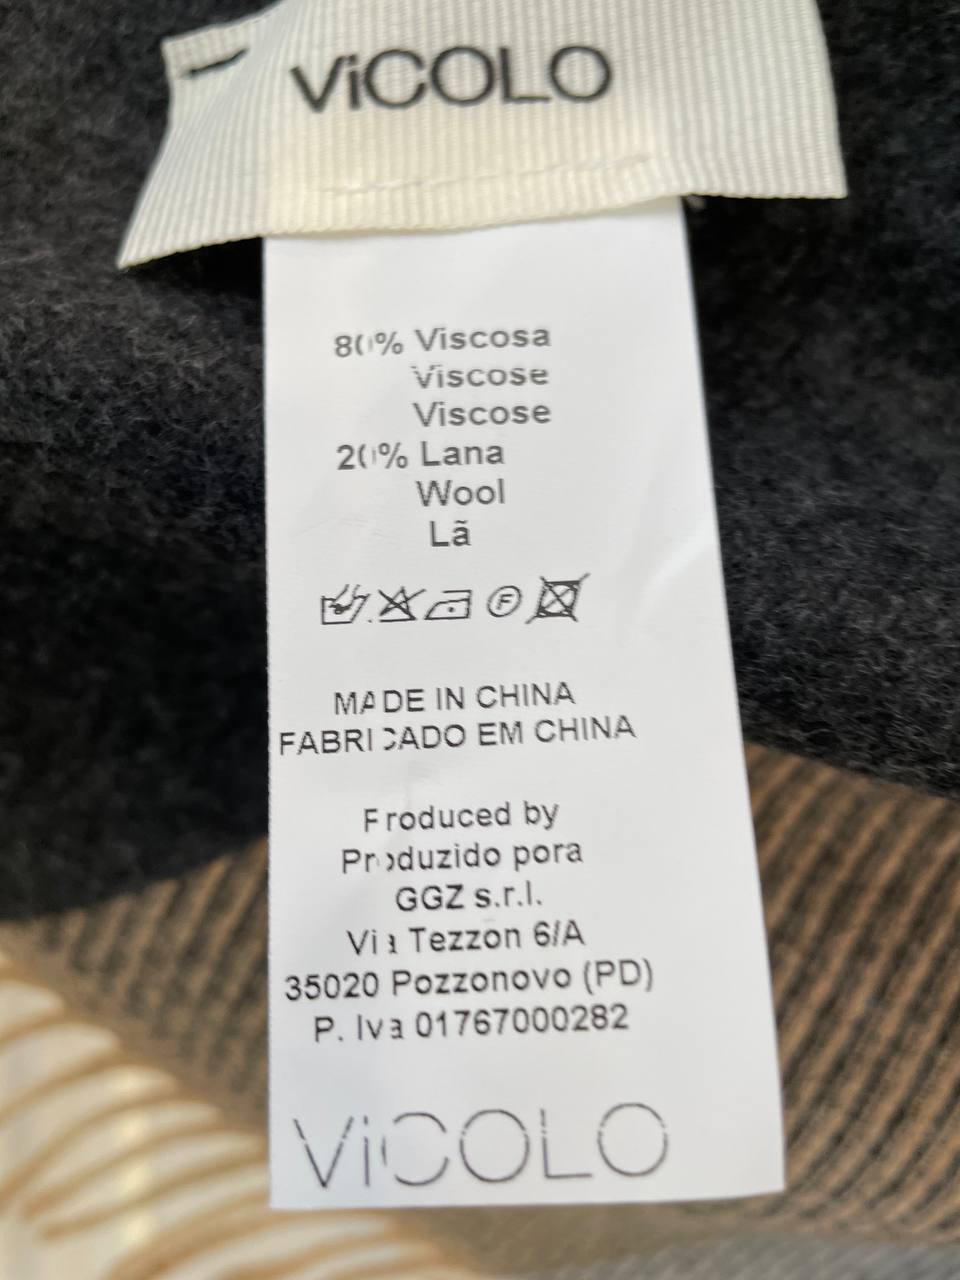 ViCOLO
80% Viscosa
Viscose
Viscose
20% Lana
Wool
Lã
F
MADE IN CHINA
FABRICADO EM CHINA
Produced by
Produzido pora
GGZ s.r.l.
Via Tezzon 6/A
35020 Pozzonovo (PD)
P. Iva 01767000282
ViCOLO